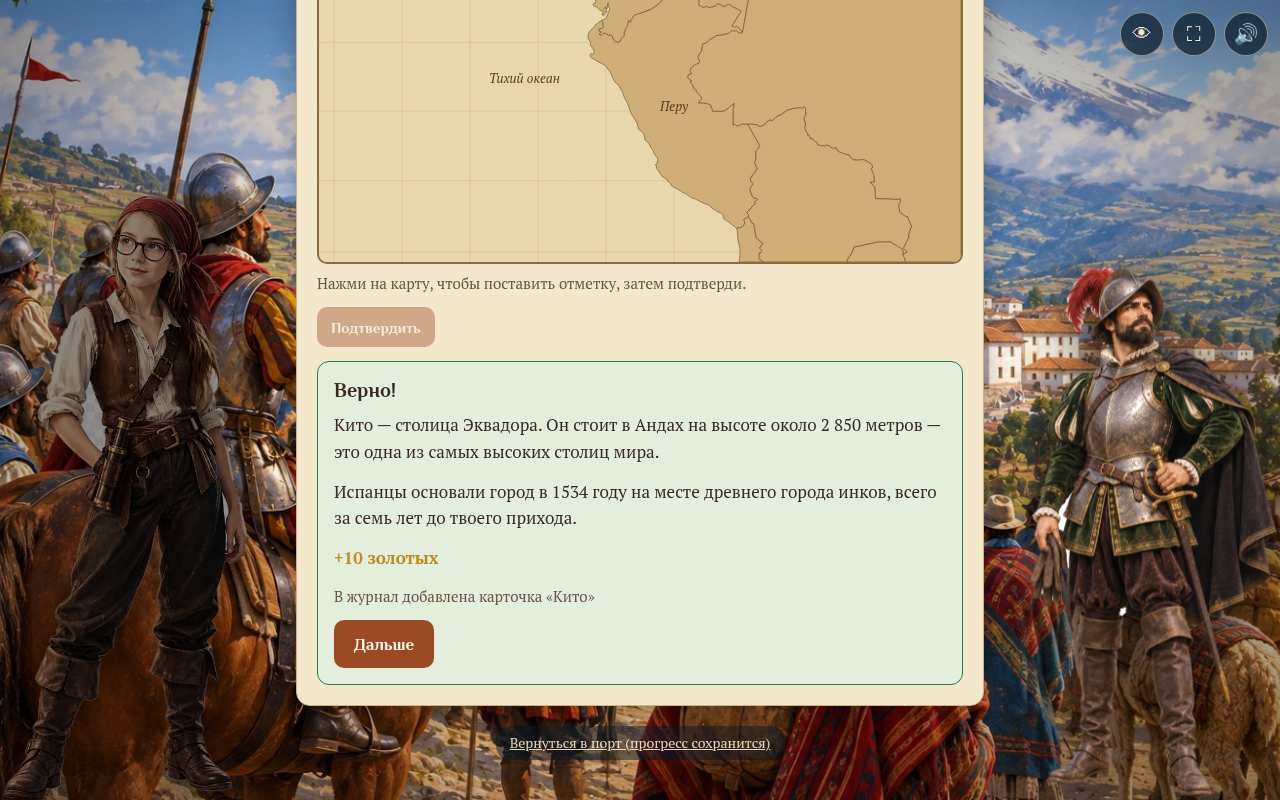 Тихий океан
Перу
Нажми на карту, чтобы поставить отметку, затем подтверди.
Подтвердить
Верно!
Кито — столица Эквадора. Он стоит в Андах на высоте около 2 850 метров —
это одна из самых высоких столиц мира.
Испанцы основали город в 1534 году на месте древнего города инков, всего
за семь лет до твоего прихода.
+10 золотых
В журнал добавлена карточка «Кито»
Дальше
Вернуться в порт (прогресс сохранится)